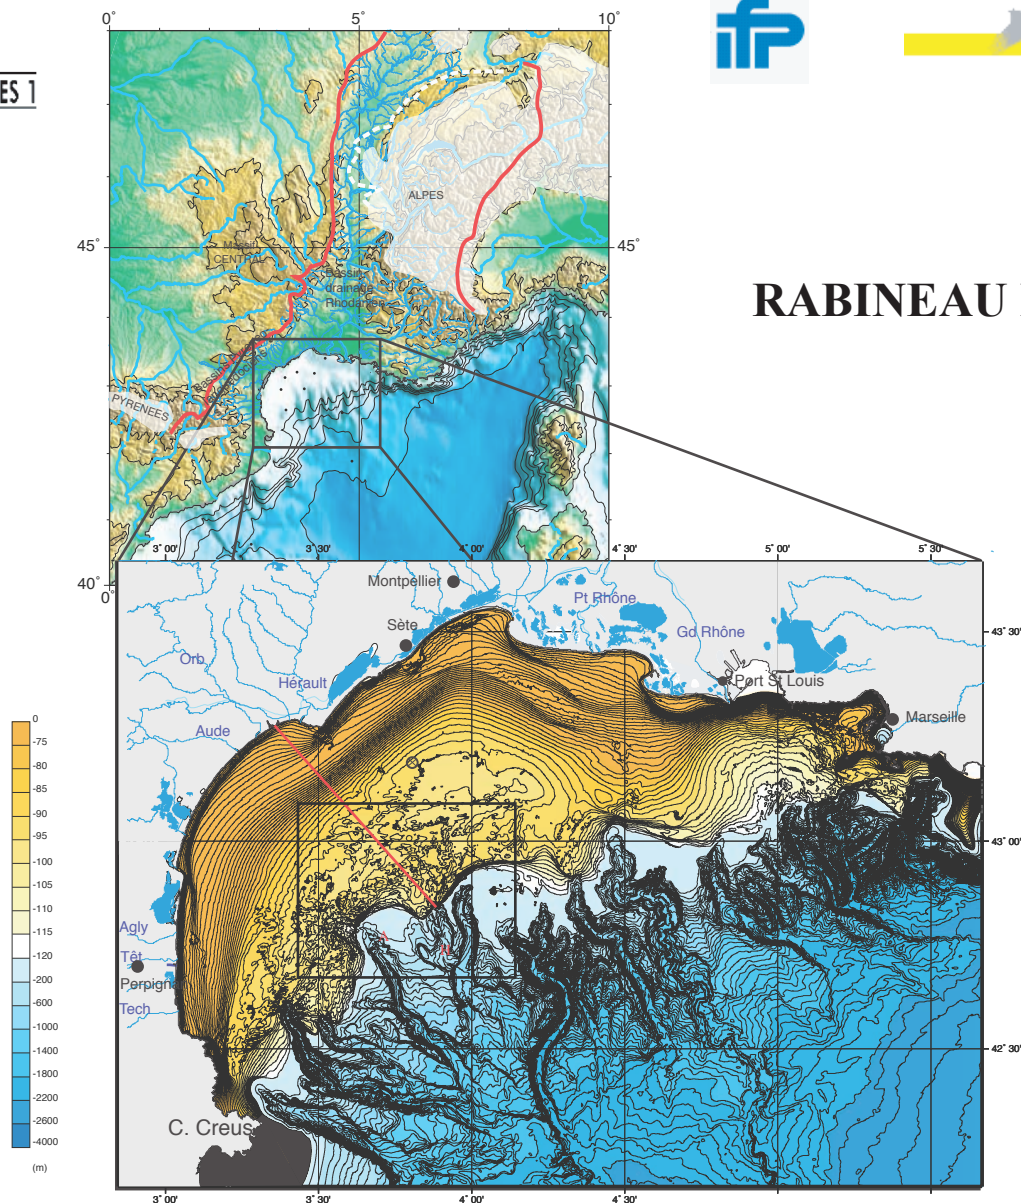 0° 5° 10°
ifp
ES 1
ALPES
45° 45°
Massif
CENTRAL
Bassin
drainage
Rhodanien
RABINEAU
PYRENEES
3° 00' 3° 30' 4° 00' 4° 30' 5° 00' 5° 30'
40°
0°
Montpellier
Pt Rhône
Sète
Gd Rhône
43° 30'
Orb
Hérault
Port St Louis
Aude
Marseille
0
-75
-80
-85
-90
-95
-100
-105
-110
-115
-120
-200
-600
-1000
-1400
-1800
-2200
-2600
-4000
(m)
43° 00'
Agly
Têt
Perpign
Tech
42° 30'
C. Creus
3° 00' 3° 30' 4° 00' 4° 30'